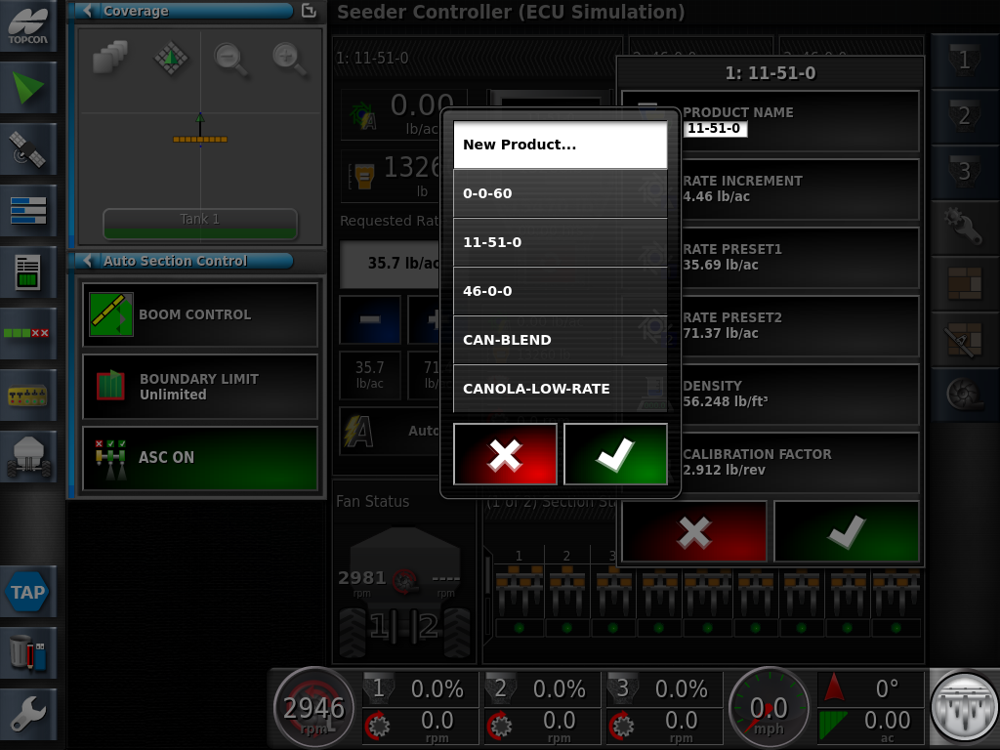 TOPCON
Coverage
Tank 1
Auto Section Control
BOOM CONTROL
BOUNDARY LIMIT
Unlimited
ASC ON
TAP
Seeder Controller (ECU Simulation)
1: 11-51-0
0.00
lb/ac
1326
lb
Requested Rat
35.7 lb/ac
35.7
lb/ac
71
lb/
Auto
Fan Status
2981
rpm
----
rpm
1 2
(1 of 2) Section St
1 2 3
New Product...
0-0-60
11-51-0
46-0-0
CAN-BLEND
CANOLA-LOW-RATE
1: 11-51-0
PRODUCT NAME
11-51-0
RATE INCREMENT
4.46 lb/ac
RATE PRESET1
35.69 lb/ac
RATE PRESET2
71.37 lb/ac
DENSITY
56.248 lb/ft³
CALIBRATION FACTOR
2.912 lb/rev
1
2
3
2946
rpm
1 0.0%
0.0
rpm
2 0.0%
0.0
rpm
3 0.0%
0.0
rpm
0.0
mph
0°
0.00
ac